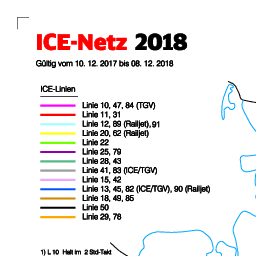 ICE-Netz 2018
Gültig vom 10. 12. 2017 bis 08. 12. 2018
ICE-Linien
Linie 10, 47, 84 (TGV)
Linie 11, 31
Linie 12, 89 (Railjet), 91
Linie 20, 62 (Railjet)
Linie 22
Linie 25, 79
Linie 28, 43
Linie 41, 83 (ICE/TGV)
Linie 15, 42
Linie 13, 45, 82 (ICE/TGV), 90 (Railjet)
Linie 18, 49, 85
Linie 50
Linie 29, 78
1) L 10 Halt im 2 Std-Takt